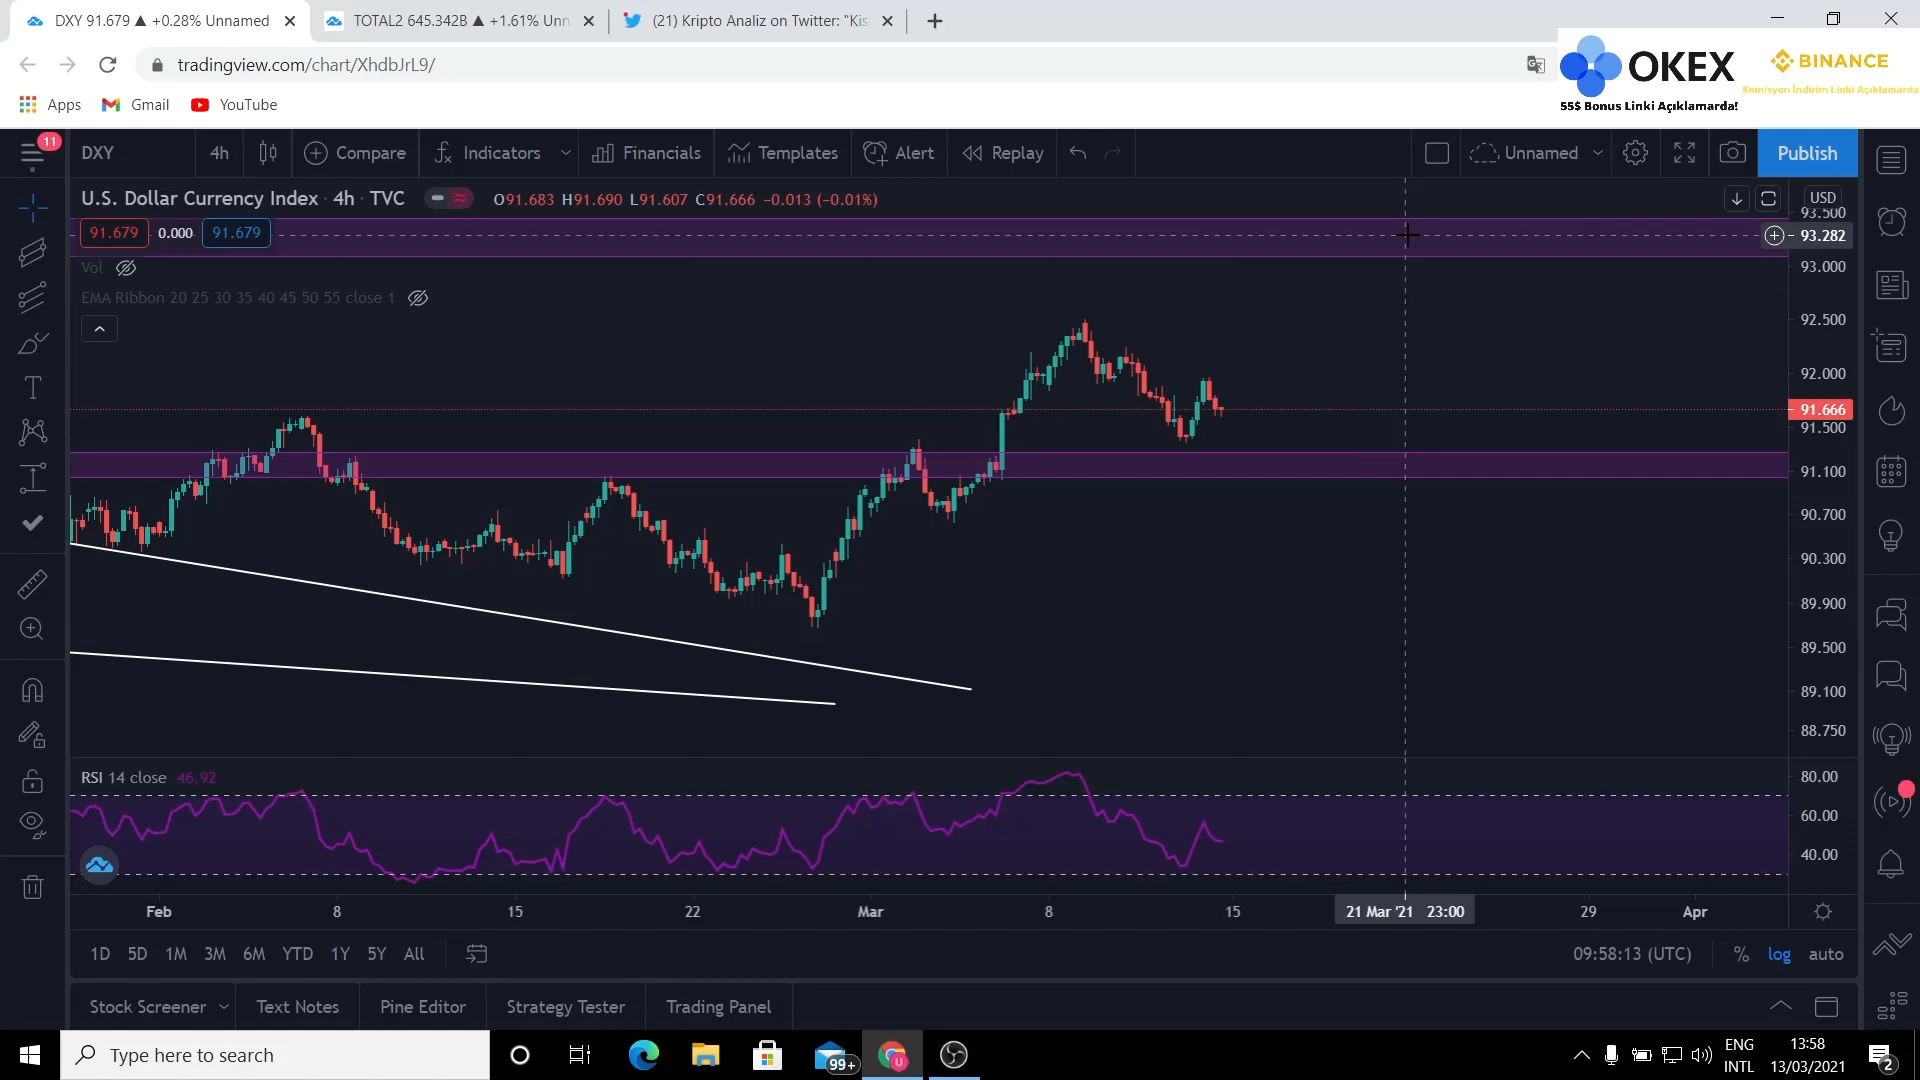 DXY 91.679 ▲ +0.28% Unnamed
TOTAL2 645.342B ▲ +1.61% Unn
(21) Kripto Analiz on Twitter: "Kis
tradingview.com/chart/XhdbJrL9/
OKEX
BINANCE
Komisyon İndirim Linki Açıklamarda
55$ Bonus Linki Açıklamarda!
Apps
Gmail
YouTube
11
DXY
4h
Compare
Indicators
Financials
Templates
Alert
Replay
Unnamed
Publish
U.S. Dollar Currency Index · 4h · TVC
O91.683 H91.690 L91.607 C91.666 −0.013 (−0.01%)
USD
93.500
91.679
0.000
91.679
93.282
Vol
93.000
EMA Ribbon 20 25 30 35 40 45 50 55 close 1
92.500
92.000
91.666
91.500
91.100
90.700
90.300
89.900
89.500
89.100
88.750
RSI 14 close 46.92
80.00
60.00
40.00
Feb
8
15
22
Mar
8
15
21 Mar '21 23:00
29
Apr
1D 5D 1M 3M 6M YTD 1Y 5Y All
09:58:13 (UTC)
% log auto
Stock Screener
Text Notes
Pine Editor
Strategy Tester
Trading Panel
Type here to search
99+
U
ENG
INTL
13:58
13/03/2021
2